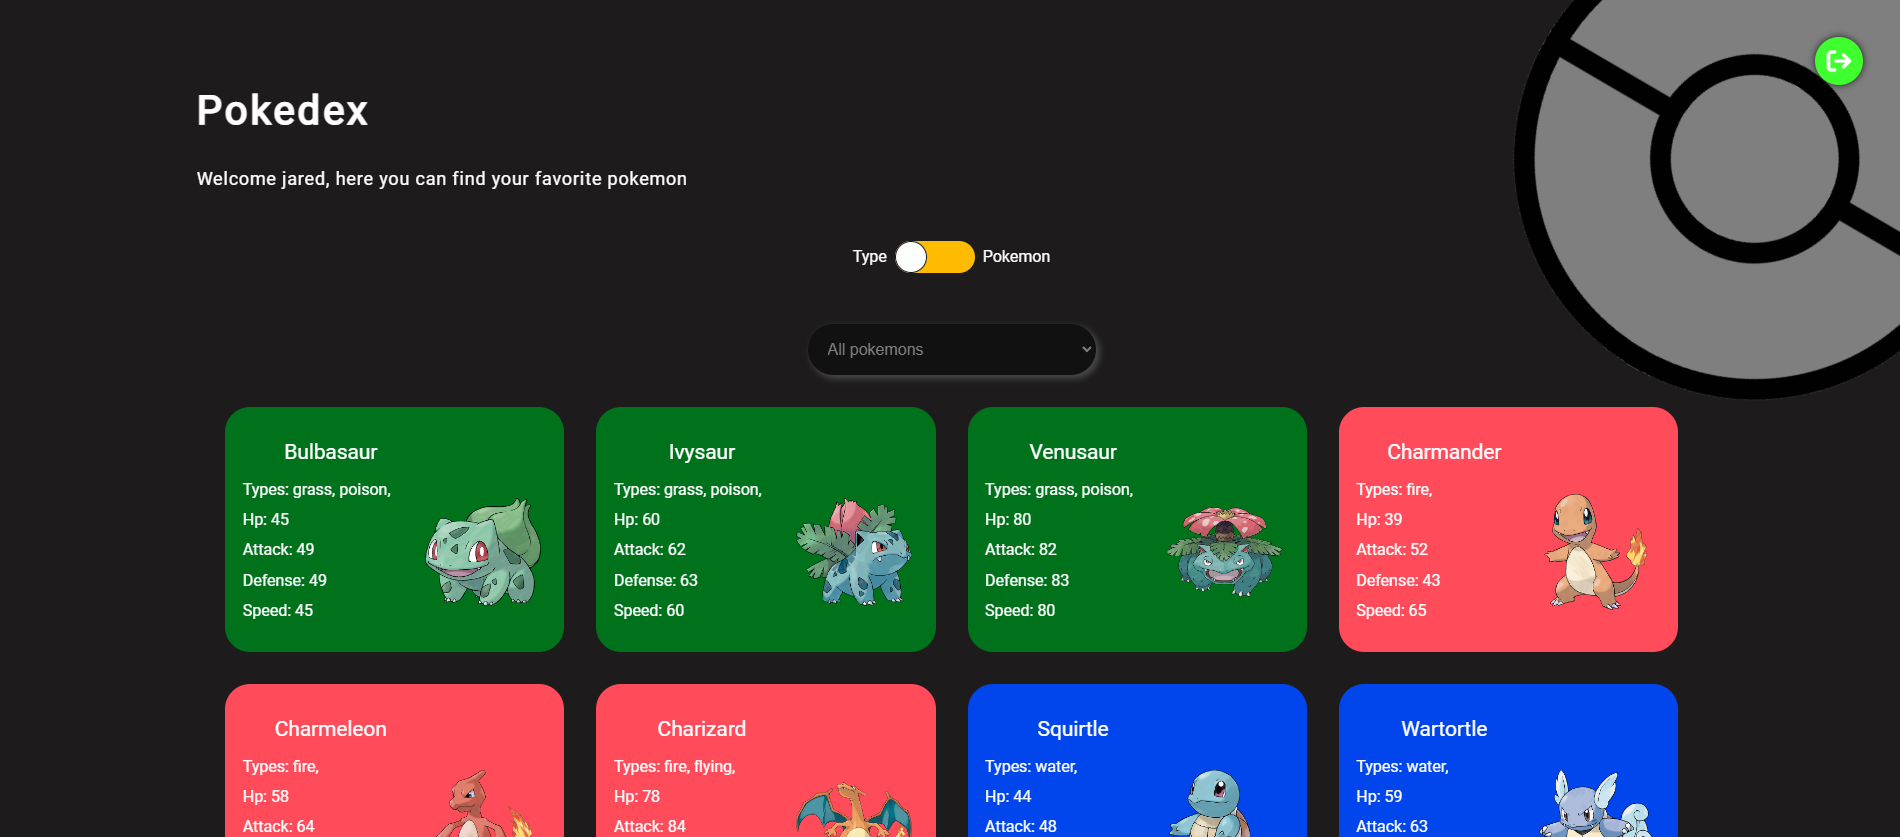 Pokedex
Welcome jared, here you can find your favorite pokemon
Type Pokemon
All pokemons
Bulbasaur
Types: grass, poison,
Hp: 45
Attack: 49
Defense: 49
Speed: 45
Ivysaur
Types: grass, poison,
Hp: 60
Attack: 62
Defense: 63
Speed: 60
Venusaur
Types: grass, poison,
Hp: 80
Attack: 82
Defense: 83
Speed: 80
Charmander
Types: fire,
Hp: 39
Attack: 52
Defense: 43
Speed: 65
Charmeleon
Types: fire,
Hp: 58
Attack: 64
Charizard
Types: fire, flying,
Hp: 78
Attack: 84
Squirtle
Types: water,
Hp: 44
Attack: 48
Wartortle
Types: water,
Hp: 59
Attack: 63